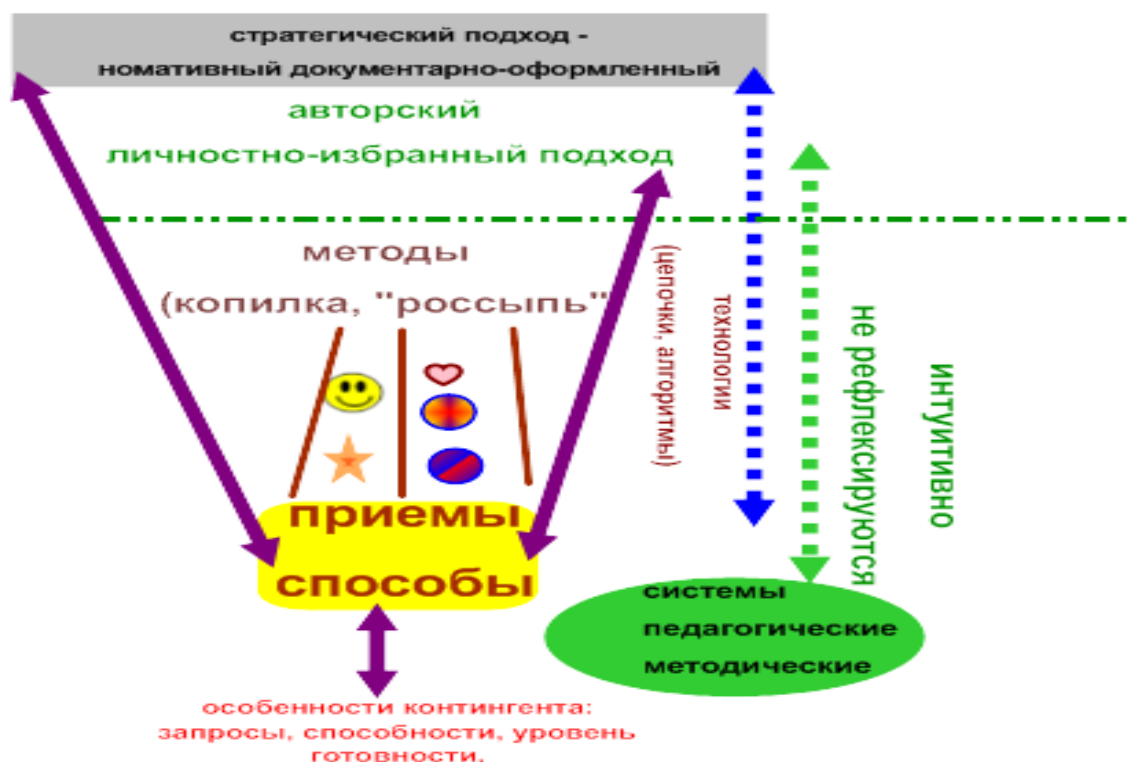 стратегический подход -
номативный документарно-оформленный
авторский
личностно-избранный подход
методы
(копилка, "россыпь"
(цепочки, алгоритмы)
технологии
не рефлексируются
интуитивно
приемы
способы
системы
педагогические
методические
особенности контингента:
запросы, способности, уровень
готовности.